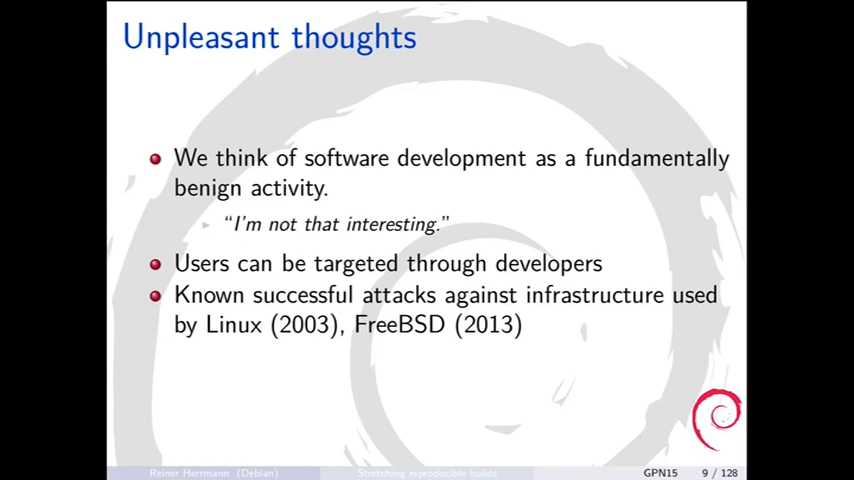 Unpleasant thoughts
We think of software development as a fundamentally
benign activity.
“I'm not that interesting.”
Users can be targeted through developers
Known successful attacks against infrastructure used
by Linux (2003), FreeBSD (2013)
Reiner Herrmann (Debian) Stretching reproducible builds GPN15 9 / 128